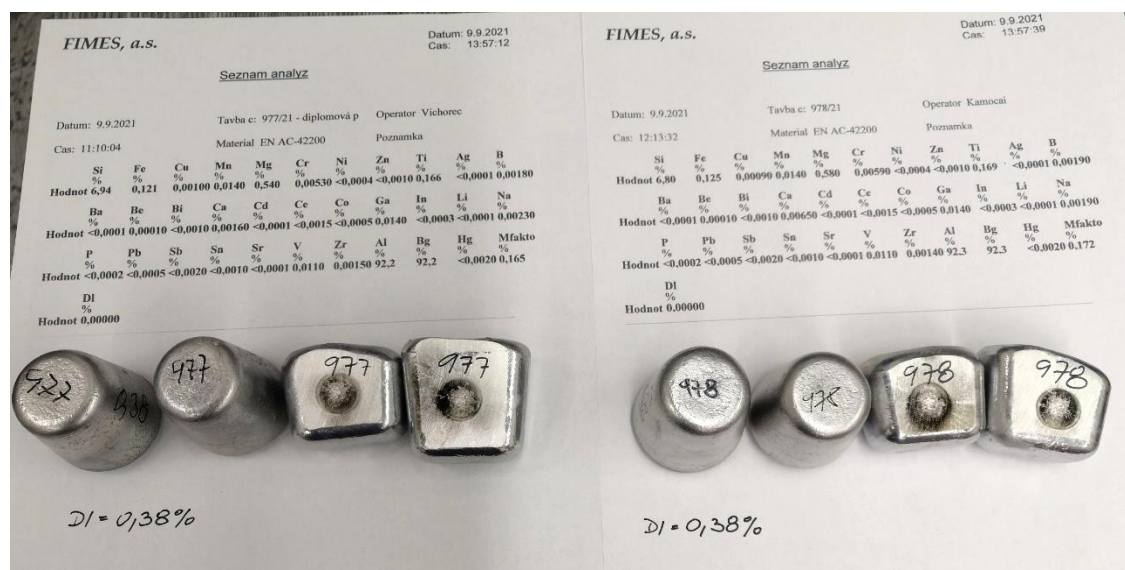 FIMES, a.s.
Datum: 9.9.2021
Cas: 13:57:12
Seznam analyz
Datum: 9.9.2021 Tavba c: 977/21 - diplomová p Operator Vichorec
Cas: 11:10:04 Material EN AC-42200 Poznamka
Si Fe Cu Mn Mg Cr Ni Zn Ti Ag B
% % % % % % % % % % %
Hodnot 6,94 0,121 0,00100 0,0140 0,540 0,00530 <0,0004 <0,0010 0,166 <0,0001 0,00180
Ba Be Bi Ca Cd Ce Co Ga In Li Na
% % % % % % % % % % %
Hodnot <0,0001 0,00010 <0,0010 0,00160 <0,0001 <0,0015 <0,0005 0,0140 <0,0003 <0,0001 0,00230
P Pb Sb Sn Sr V Zr Al Bg Hg Mfakto
% % % % % % % % % % %
Hodnot <0,0002 <0,0005 <0,0020 <0,0010 <0,0001 0,0110 0,00150 92,2 92,2 <0,0020 0,165
DI
%
Hodnot 0,00000
977
977
977
DI = 0,38%
FIMES, a.s.
Datum: 9.9.2021
Cas: 13:57:39
Seznam analyz
Datum: 9.9.2021 Tavba c: 978/21 Operator Kamocai
Cas: 12:13:32 Material EN AC-42200 Poznamka
Si Fe Cu Mn Mg Cr Ni Zn Ti Ag B
% % % % % % % % % % %
Hodnot 6,80 0,125 0,00090 0,0140 0,580 0,00590 <0,0004 <0,0010 0,169 <0,0001 0,00190
Ba Be Bi Ca Cd Ce Co Ga In Li Na
% % % % % % % % % % %
Hodnot <0,0001 0,00010 <0,0010 0,00650 <0,0001 <0,0015 <0,0005 0,0140 <0,0003 <0,0001 0,00190
P Pb Sb Sn Sr V Zr Al Bg Hg Mfakto
% % % % % % % % % % %
Hodnot <0,0002 <0,0005 <0,0020 <0,0010 <0,0001 0,0110 0,00140 92,3 92,3 <0,0020 0,172
DI
%
Hodnot 0,00000
978
978
978
978
DI = 0,38%